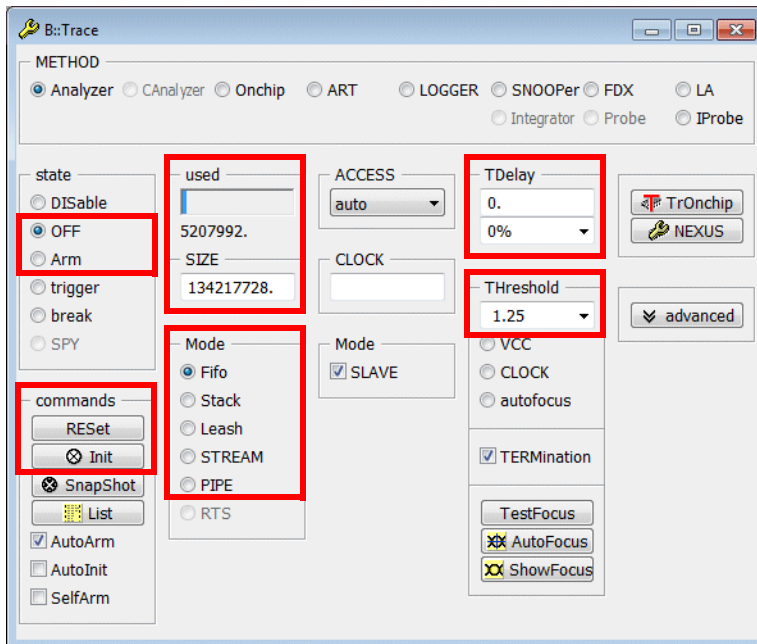 B::Trace
METHOD
Analyzer CAnalyzer Onchip ART LOGGER SNOOPer FDX LA
Integrator Probe IProbe
state used ACCESS TDelay
DISable auto 0. TrOnchip
OFF 5207992. 0% NEXUS
Arm SIZE CLOCK
trigger 134217728. THreshold
break 1.25 advanced
SPY Mode Mode VCC
Fifo SLAVE CLOCK
commands Stack autofocus
RESet Leash
Init STREAM TERMination
SnapShot PIPE
List RTS TestFocus
AutoArm AutoFocus
AutoInit ShowFocus
SelfArm